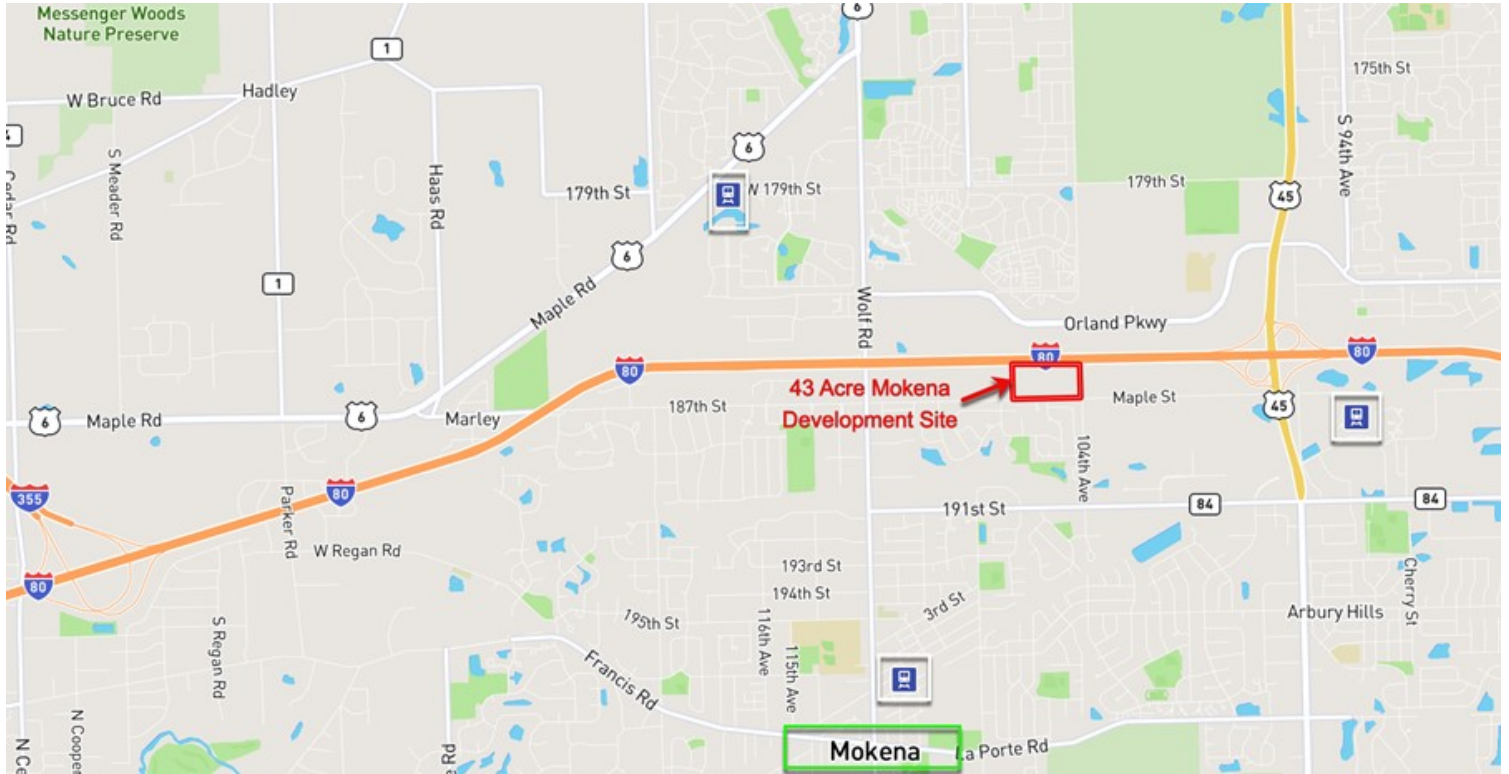 Messenger Woods
Nature Preserve
6
1
175th St
W Bruce Rd
Hadley
S 94th Ave
S Meader Rd
Haas Rd
6
179th St
W 179th St
179th St
45
Cedar Rd
6
1
Maple Rd
Wolf Rd
Orland Pkwy
80
80
80
43 Acre Mokena
Development Site
Maple St
187th St
6
Maple Rd
6
Marley
45
104th Ave
355
80
Parker Rd
191st St
84
84
W Regan Rd
80
193rd St
194th St
3rd St
Cherry St
195th St
116th Ave
115th Ave
Arbury Hills
S Regan Rd
Francis Rd
N Cooper
N Ce
Rd
Mokena
La Porte Rd